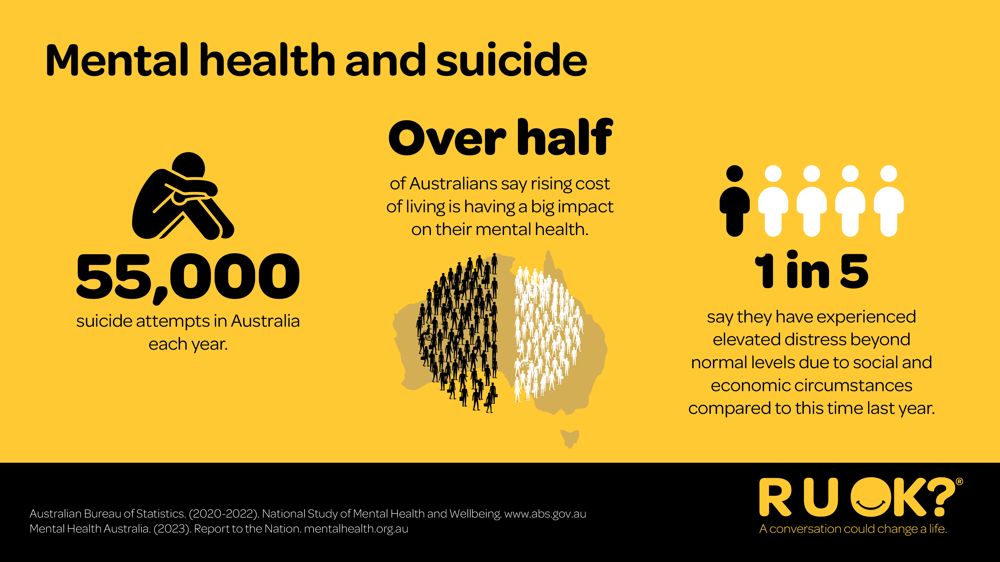 Mental health and suicide
55,000
suicide attempts in Australia
each year.
Over half
of Australians say rising cost
of living is having a big impact
on their mental health.
1 in 5
say they have experienced
elevated distress beyond
normal levels due to social and
economic circumstances
compared to this time last year.
Australian Bureau of Statistics. (2020-2022). National Study of Mental Health and Wellbeing. www.abs.gov.au
Mental Health Australia. (2023). Report to the Nation. mentalhealth.org.au
R U OK?®
A conversation could change a life.